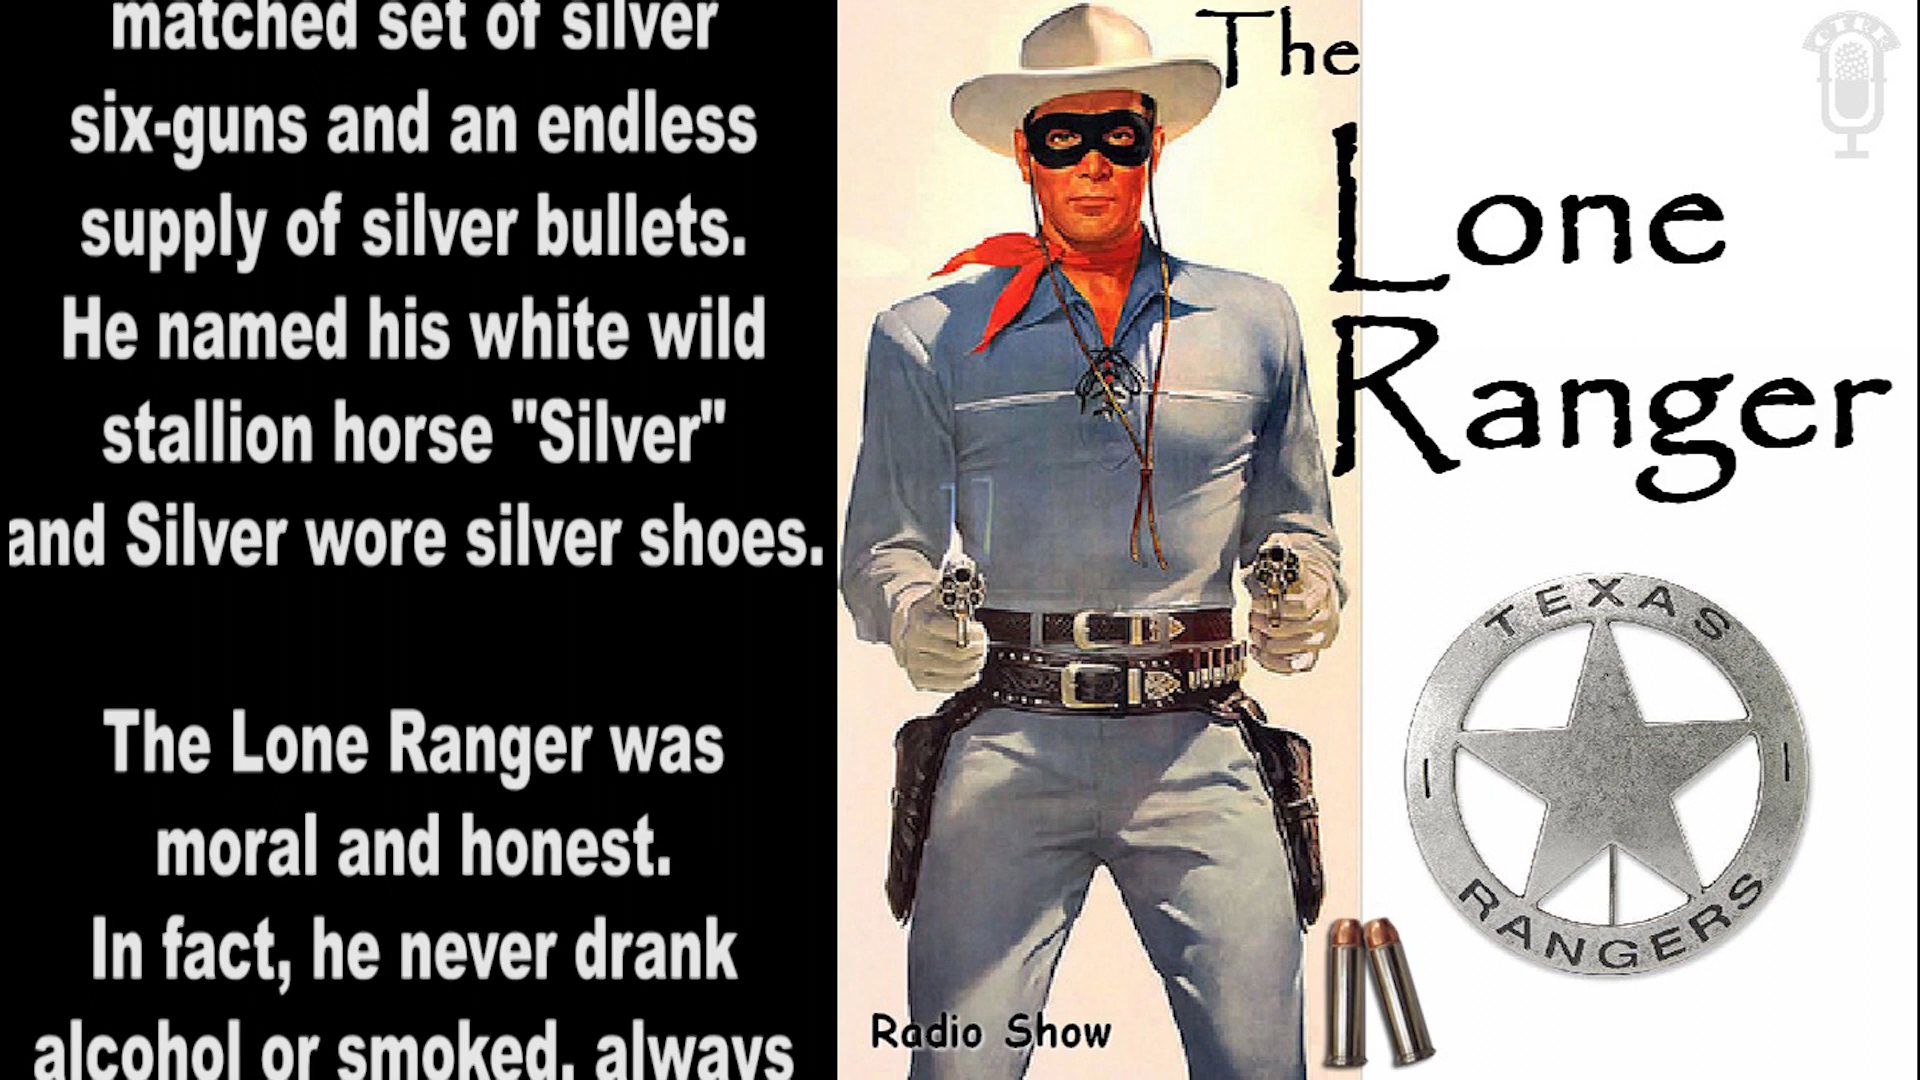 matched set of silver
six-guns and an endless
supply of silver bullets.
He named his white wild
stallion horse "Silver"
and Silver wore silver shoes.
The Lone Ranger was
moral and honest.
In fact, he never drank
alcohol or smoked, always
The
Lone
Ranger
TEXAS
RANGERS
Radio Show